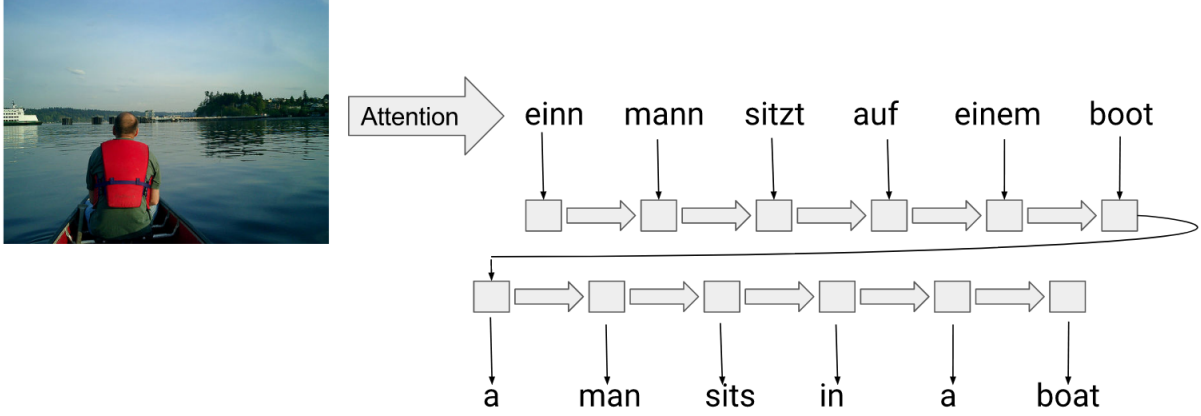 Attention
einn mann sitzt auf einem boot
a man sits in a boat